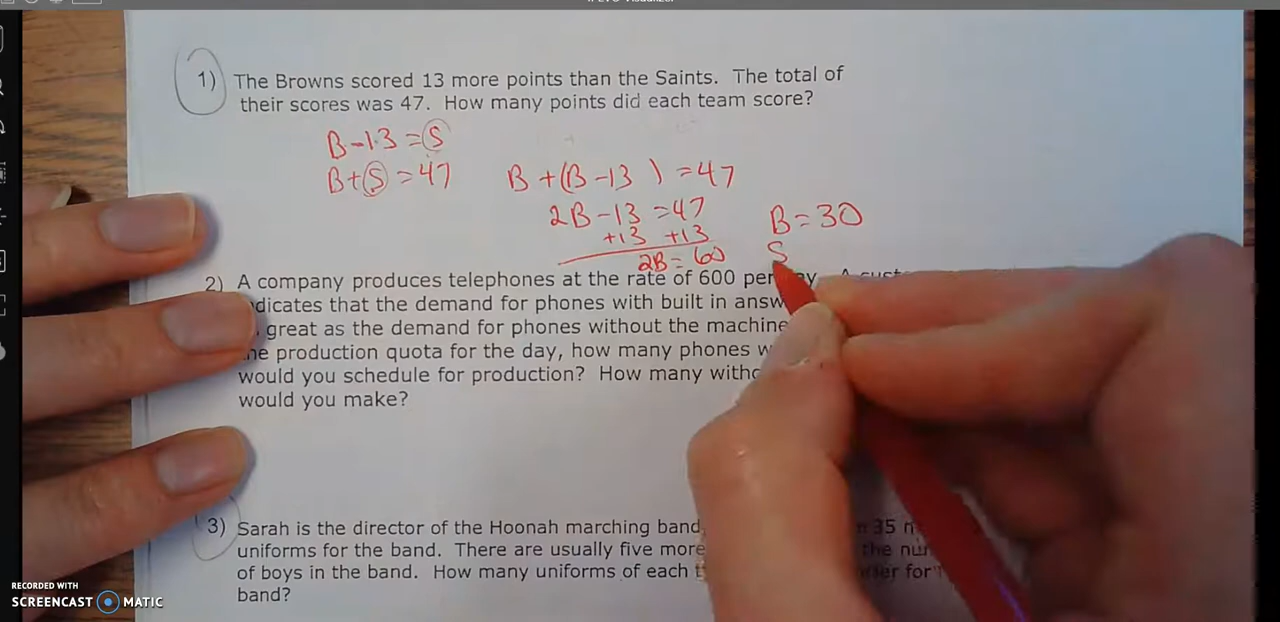 1) The Browns scored 13 more points than the Saints. The total of
their scores was 47. How many points did each team score?
B-13=S
B+S=47
B+(B-13)=47
2B-13=47
+13 +13
2B=60
B=30
S
2) A company produces telephones at the rate of 600 per
dicates that the demand for phones with built in answ
great as the demand for phones without the machine
production quota for the day, how many phones w
would you schedule for production? How many witho
would you make?
3) Sarah is the director of the Hoonah marching band
35
uniforms for the band. There are usually five more
of boys in the band. How many uniforms of each
band?
RECORDED WITH
SCREENCAST MATIC